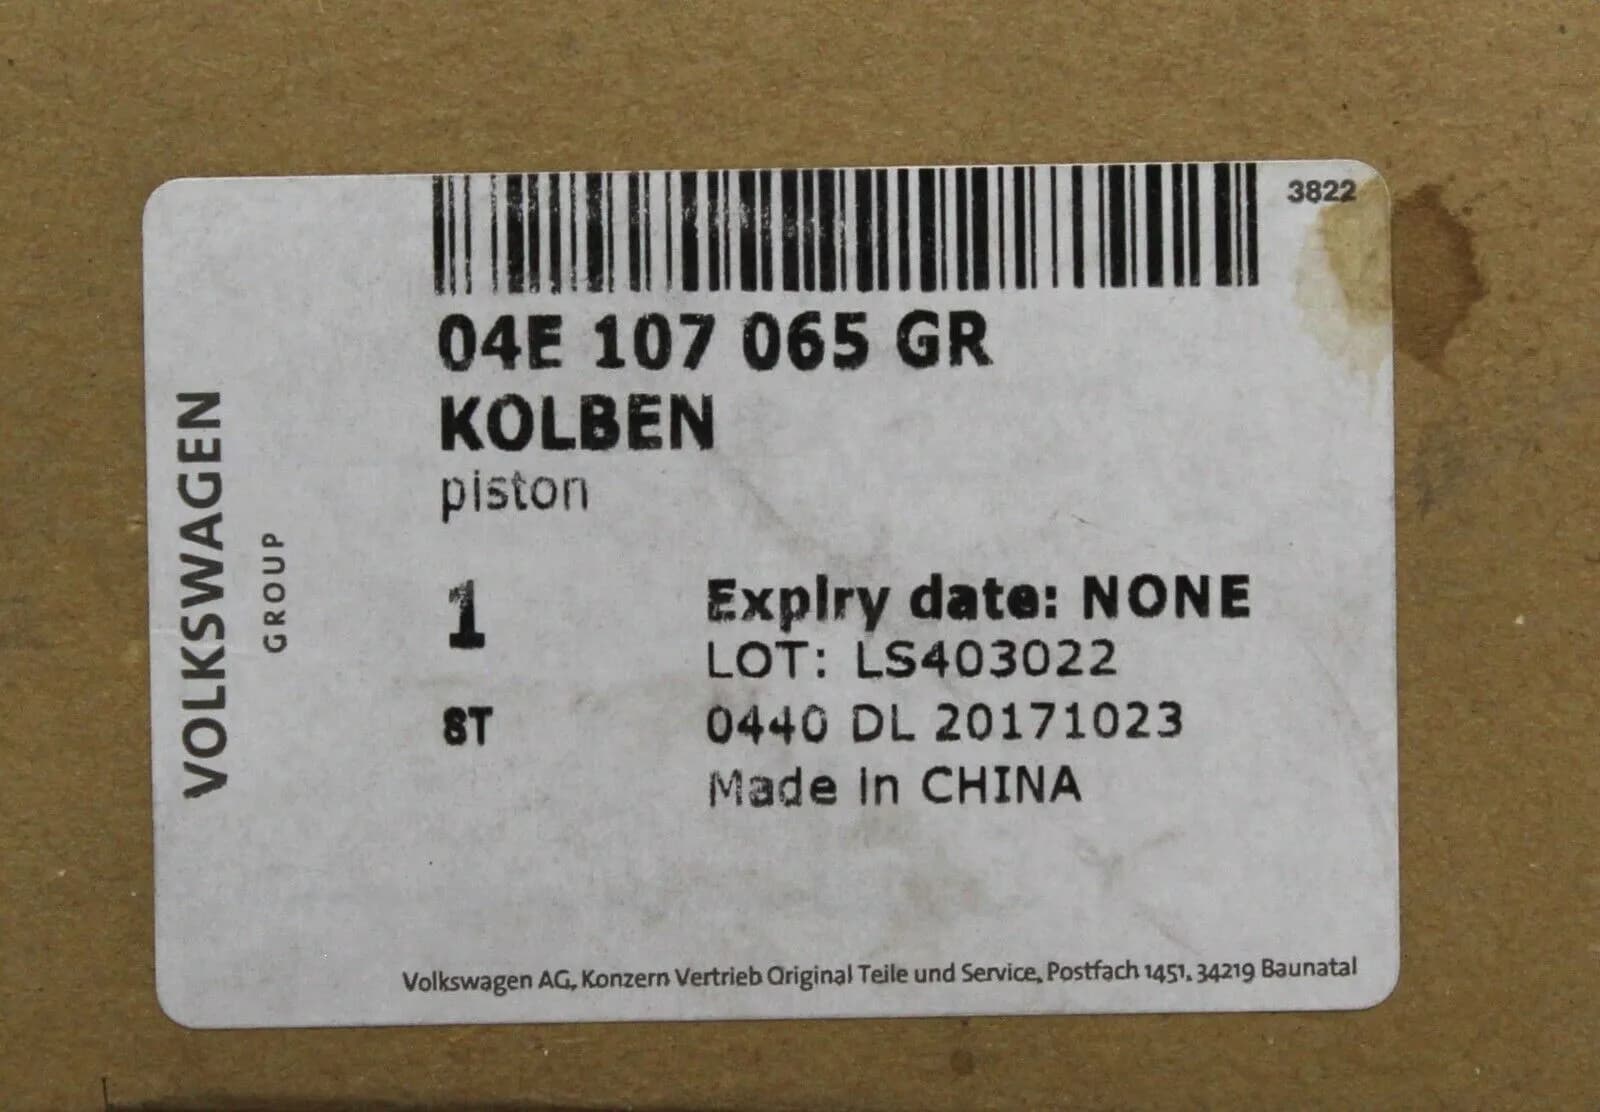 3822
04E 107 065 GR
KOLBEN
piston
1
ST
Expiry date: NONE
LOT: LS403022
0440 DL 20171023
Made in CHINA
VOLKSWAGEN
GROUP
Volkswagen AG, Konzern Vertrieb Original Teile und Service, Postfach 1451, 34219 Baunatal